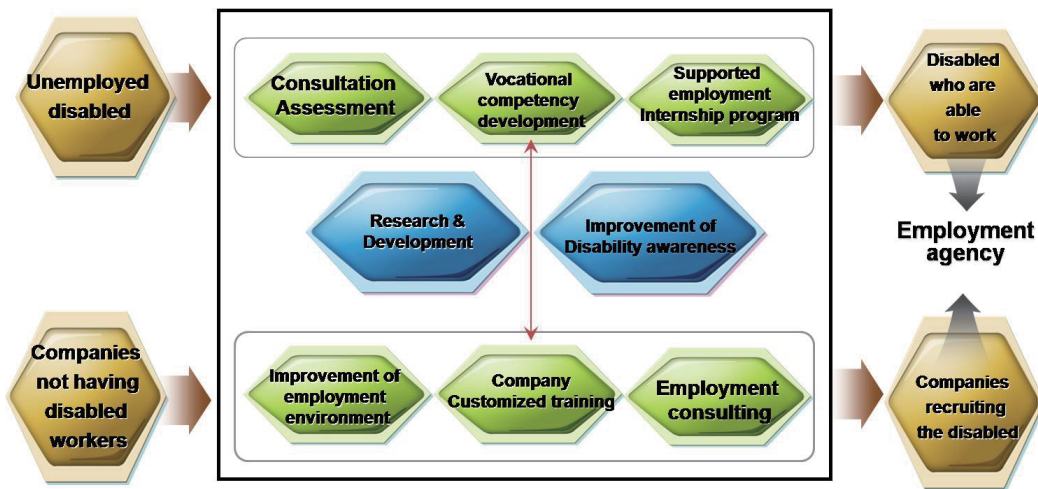 Unemployed
disabled
Consultation
Assessment
Vocational
competency
development
Supported
employment
Internship program
Disabled
who are
able
to work
Research &
Development
Improvement of
Disability awareness
Employment
agency
Companies
not having
disabled
workers
Improvement of
employment
environment
Company
Customized training
Employment
consulting
Companies
recruiting
the disabled